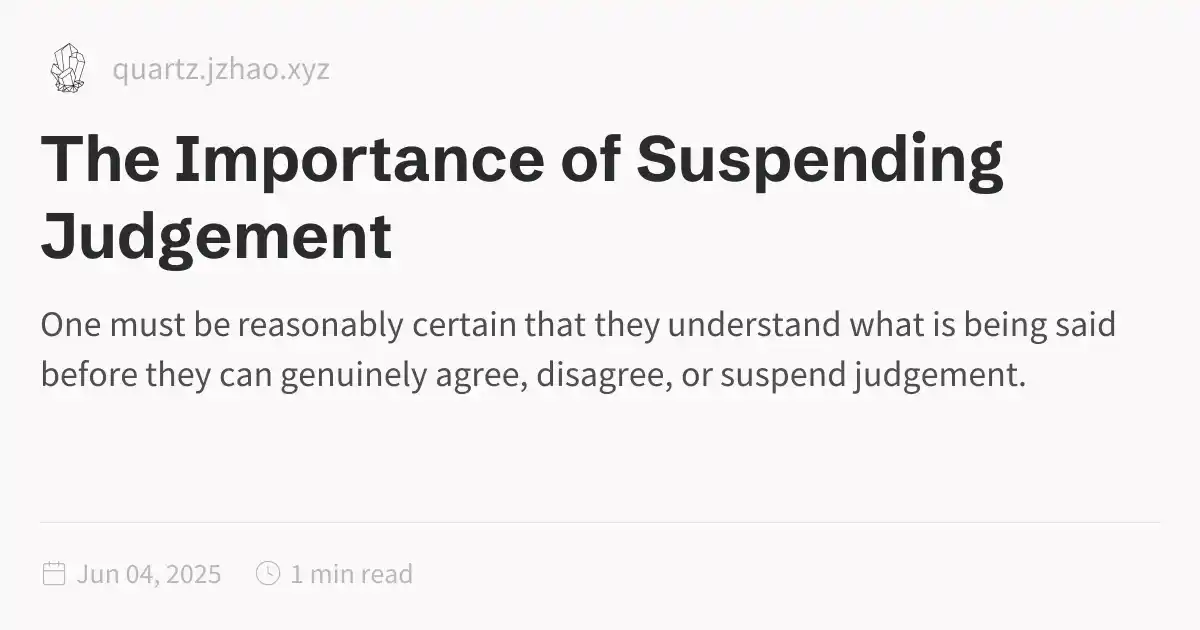 quartz.jzhao.xyz
The Importance of Suspending
Judgement
One must be reasonably certain that they understand what is being said
before they can genuinely agree, disagree, or suspend judgement.
Jun 04, 2025 1 min read